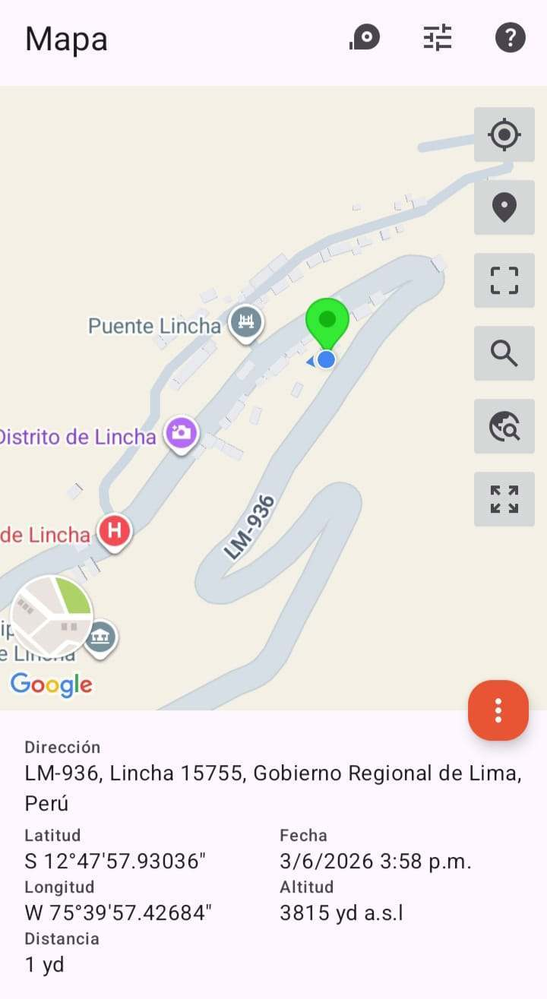 Mapa
Puente Lincha
Distrito de Lincha
LM-936
de Lincha
H
Google
Dirección
LM-936, Lincha 15755, Gobierno Regional de Lima,
Perú
Latitud
S 12°47'57.93036"
Fecha
3/6/2026 3:58 p.m.
Longitud
W 75°39'57.42684"
Altitud
3815 yd a.s.l
Distancia
1 yd